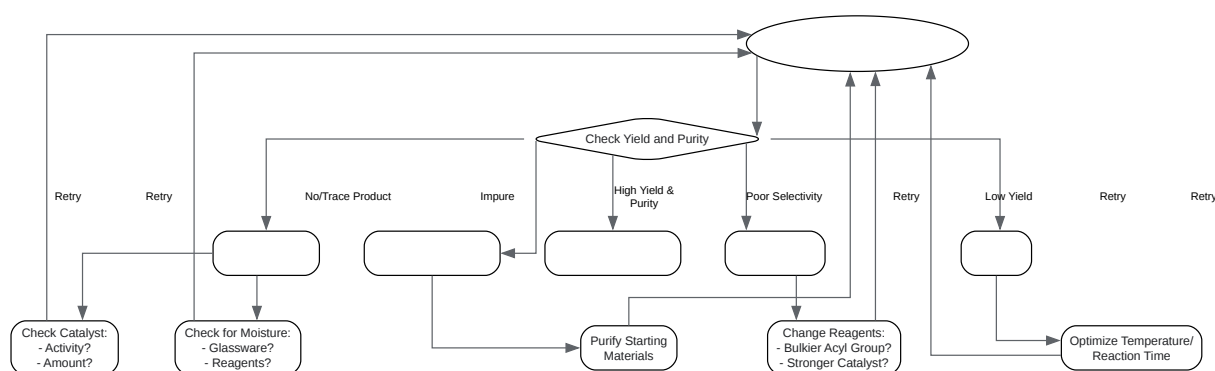 Check Yield and Purity
Retry
Retry
No/Trace Product
Impure
High Yield &
Purity
Poor Selectivity
Retry
Low Yield
Retry
Retry
Check Catalyst:
- Activity?
- Amount?
Check for Moisture:
- Glassware?
- Reagents?
Purify Starting
Materials
Change Reagents:
- Bulkier Acyl Group?
- Stronger Catalyst?
Optimize Temperature/
Reaction Time